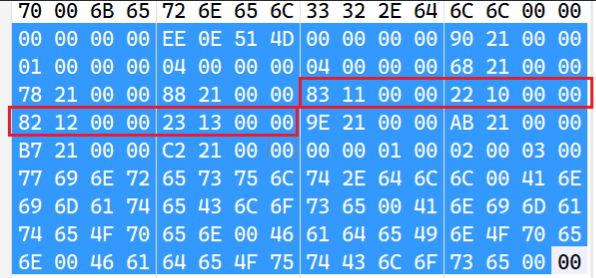 70 00 00 6B 65 72 6E 65 6C 33 32 2E 64 6C 6C 00 00
00 00 00 00 EE 0E 51 4D 00 00 00 00 90 21 00 00
01 00 00 00 04 00 00 00 04 00 00 00 68 21 00 00
78 21 00 00 88 21 00 00 83 11 00 00 22 10 00 00
82 12 00 00 23 13 00 00 9E 21 00 00 AB 21 00 00
B7 21 00 00 C2 21 00 00 00 00 01 00 02 00 03 00
77 69 6E 72 65 73 75 6C 74 2E 64 6C 6C 00 41 6E
69 6D 61 74 65 43 6C 6F 73 65 00 41 6E 69 6D 61
74 65 4F 70 65 6E 00 46 61 64 65 49 6E 4F 70 65
6E 00 46 61 64 65 4F 75 74 43 6C 6F 73 65 00 00